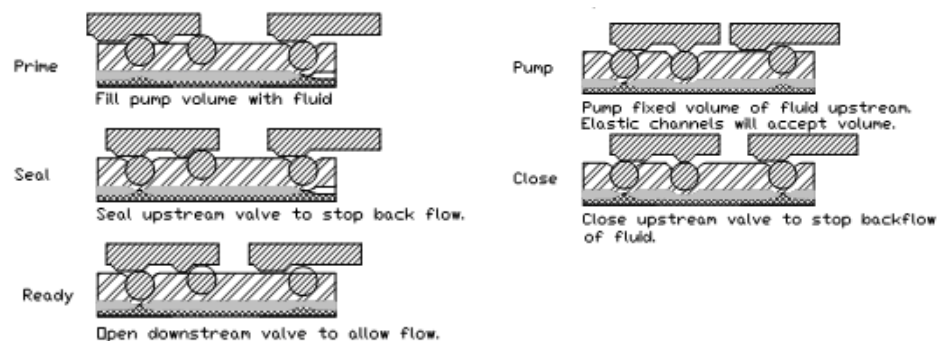 Prime
Fill pump volume with fluid
Seal
Seal upstream valve to stop back flow.
Ready
Open downstream valve to allow flow.
Pump
Pump fixed volume of fluid upstream.
Elastic channels will accept volume.
Close
Close upstream valve to stop backflow
of fluid.